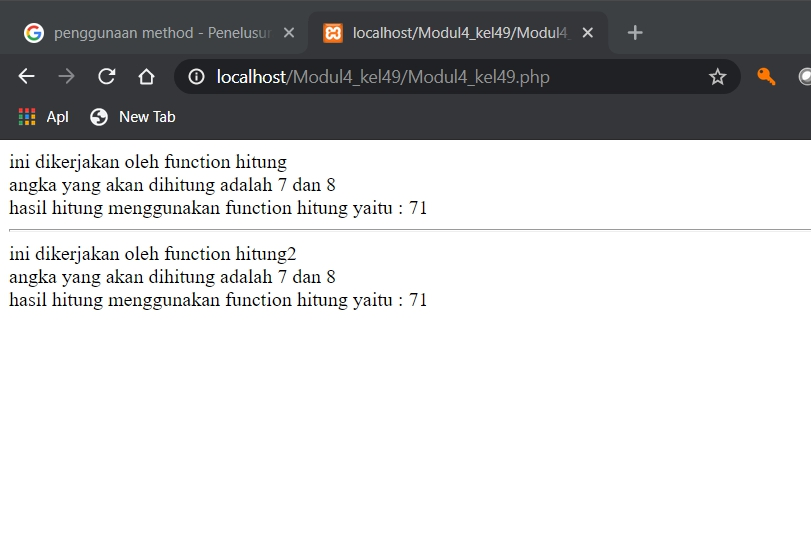 penggunaan method - Penelusu
localhost/Modul4_kel49/Modul4_
localhost/Modul4_kel49/Modul4_kel49.php
Apl
New Tab
ini dikerjakan oleh function hitung
angka yang akan dihitung adalah 7 dan 8
hasil hitung menggunakan function hitung yaitu : 71
ini dikerjakan oleh function hitung2
angka yang akan dihitung adalah 7 dan 8
hasil hitung menggunakan function hitung yaitu : 71